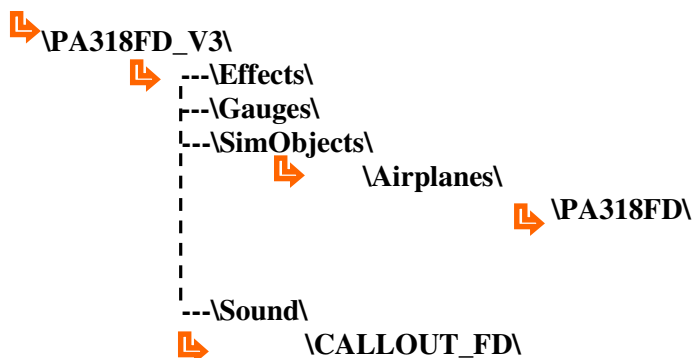 \PA318FD_V3\
---\Effects\
---\Gauges\
---\SimObjects\
\Airplanes\
\PA318FD\
---\Sound\
\CALLOUT_FD\